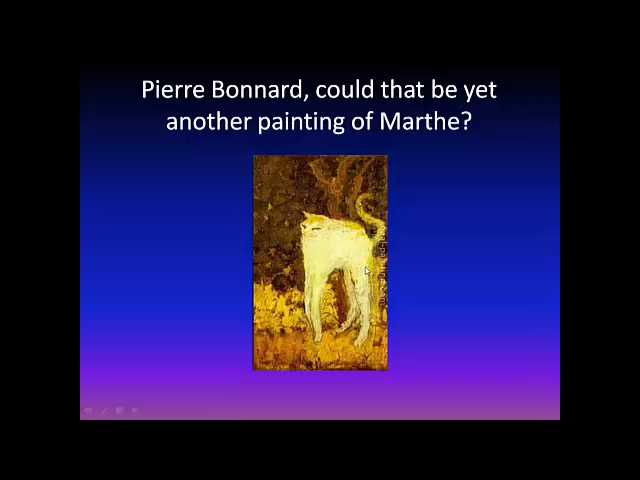 Pierre Bonnard, could that be yet
another painting of Marthe?